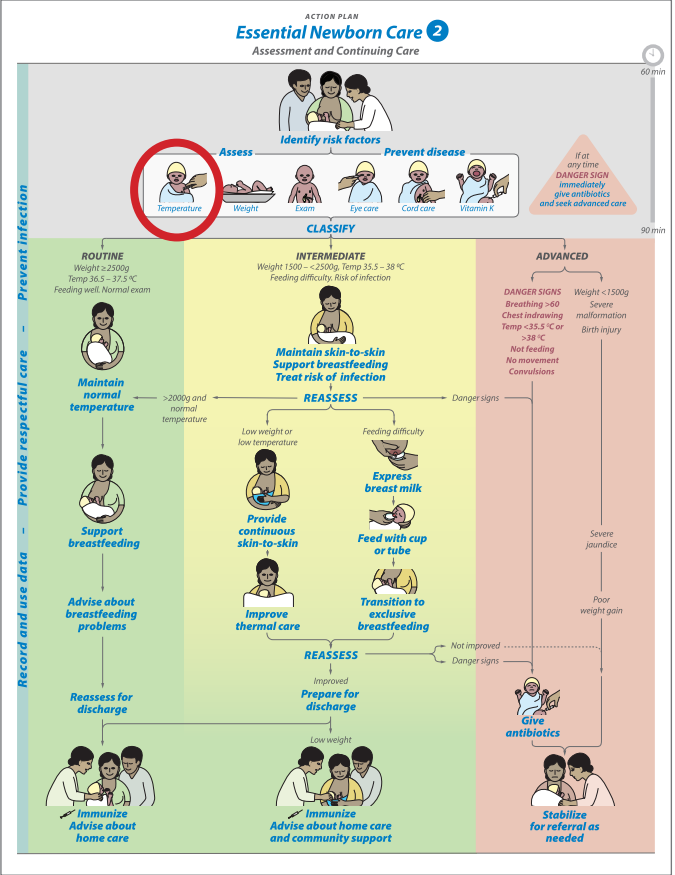 ACTION PLAN
Essential Newborn Care 2
Assessment and Continuing Care
60 min
Identify risk factors
Assess
Prevent disease
Temperature
Weight
Exam
Eye care
Cord care
Vitamin K
If at
any time
DANGER SIGN
immediately
give antibiotics
and seek advanced care
90 min
CLASSIFY
Prevent infection
–
Provide respectful care
–
Record and use data
ROUTINE
Weight ≥2500g
Temp 36.5 – 37.5 ºC
Feeding well. Normal exam
Maintain
normal
temperature
Support
breastfeeding
Advise about
breastfeeding
problems
Reassess for
discharge
Immunize
Advise about
home care
INTERMEDIATE
Weight 1500 – <2500g, Temp 35.5 – 38 ºC
Feeding difficulty. Risk of infection
Maintain skin-to-skin
Support breastfeeding
Treat risk of infection
REASSESS
>2000g and
normal
temperature
Danger signs
Low weight or
low temperature
Provide
continuous
skin-to-skin
Improve
thermal care
Feeding difficulty
Express
breast milk
Feed with cup
or tube
Transition to
exclusive
breastfeeding
REASSESS
Not improved
Danger signs
Improved
Prepare for
discharge
Low weight
Immunize
Advise about home care
and community support
ADVANCED
DANGER SIGNS
Breathing >60
Chest indrawing
Temp <35.5 ºC or
>38 ºC
Not feeding
No movement
Convulsions
Weight <1500g
Severe
malformation
Birth injury
Severe
jaundice
Poor
weight gain
Give
antibiotics
Stabilize
for referral as
needed